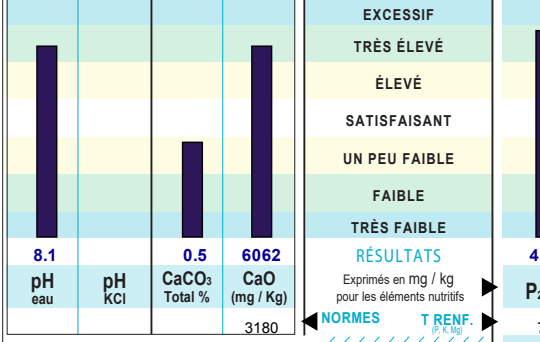 EXCESSIF
TRÈS ÉLEVÉ
ÉLEVÉ
SATISFAISANT
UN PEU FAIBLE
FAIBLE
TRÈS FAIBLE
8.1 0.5 6062 RÉSULTATS 4
pH eau
pH KCl
CaCO₃ Total %
CaO (mg / Kg)
Exprimés en mg / kg
pour les éléments nutritifs
P₂
3180 NORMES T RENF.
(P, K, Mg)